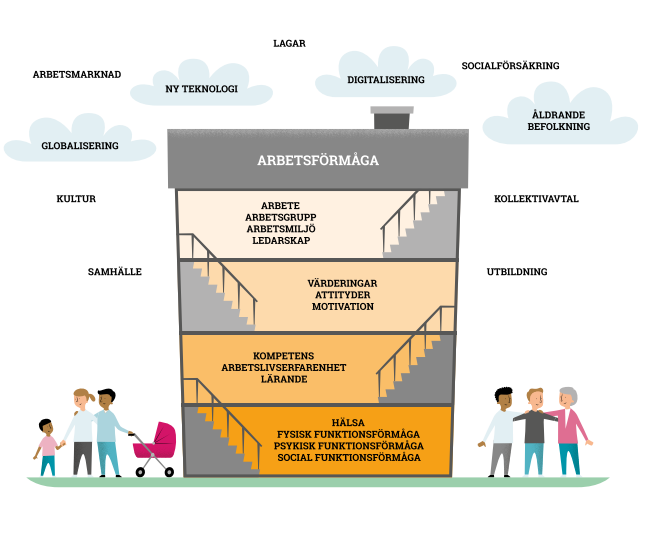 LAGAR
ARBETSMARKNAD
SOCIALFÖRSÄKRING
NY TEKNOLOGI
DIGITALISERING
ÅLDRANDE
BEFOLKNING
GLOBALISERING
ARBETSFÖRMÅGA
KULTUR
KOLLEKTIVAVTAL
ARBETE
ARBETSGRUPP
ARBETSMILJÖ
LEDARSKAP
SAMHÄLLE
UTBILDNING
VÄRDERINGAR
ATTITYDER
MOTIVATION
KOMPETENS
ARBETSLIVSERFARENHET
LÄRANDE
HÄLSA
FYSISK FUNKTIONSFÖRMÅGA
PSYKISK FUNKTIONSFÖRMÅGA
SOCIAL FUNKTIONSFÖRMÅGA